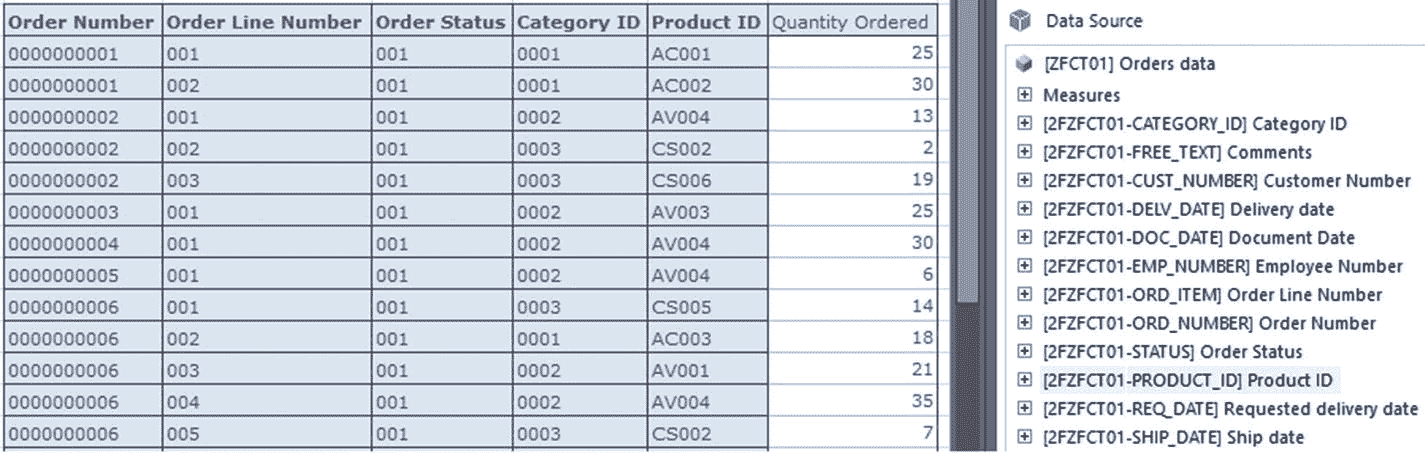 Order Number Order Line Number Order Status Category ID Product ID Quantity Ordered
0000000001 001 001 0001 AC001 25
0000000001 002 001 0001 AC002 30
0000000002 001 001 0002 AV004 13
0000000002 002 001 0003 CS002 2
0000000002 003 001 0003 CS006 19
0000000003 001 001 0002 AV003 25
0000000004 001 001 0002 AV004 30
0000000005 001 001 0002 AV004 6
0000000006 001 001 0003 CS005 14
0000000006 002 001 0001 AC003 18
0000000006 003 001 0002 AV001 21
0000000006 004 001 0002 AV004 35
0000000006 005 001 0003 CS002 7
Data Source
[ZFCT01] Orders data
Measures
[2FZFCT01-CATEGORY_ID] Category ID
[2FZFCT01-FREE_TEXT] Comments
[2FZFCT01-CUST_NUMBER] Customer Number
[2FZFCT01-DELV_DATE] Delivery date
[2FZFCT01-DOC_DATE] Document Date
[2FZFCT01-EMP_NUMBER] Employee Number
[2FZFCT01-ORD_ITEM] Order Line Number
[2FZFCT01-ORD_NUMBER] Order Number
[2FZFCT01-STATUS] Order Status
[2FZFCT01-PRODUCT_ID] Product ID
[2FZFCT01-REQ_DATE] Requested delivery date
[2FZFCT01-SHIP_DATE] Ship date